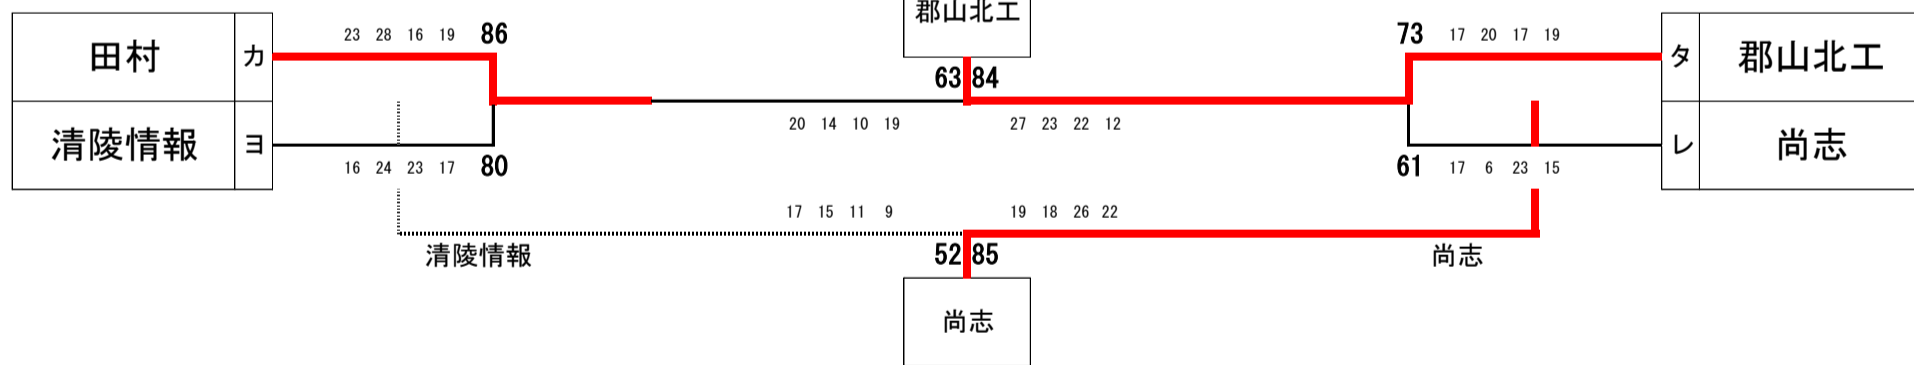 郡山北工
田村 カ 23 28 16 19 86
73 17 20 17 19 タ 郡山北工
63 84
20 14 10 19 27 23 22 12
清陵情報 ヨ 16 24 23 17 80
61 17 6 23 15 レ 尚志
17 15 11 9 19 18 26 22
清陵情報 52 85 尚志
尚志